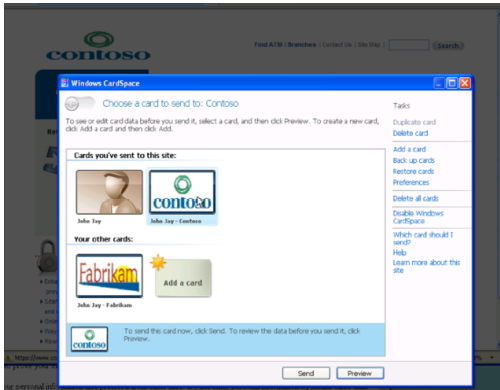 contoso
Find ATM / Branches | Contact Us | Site Map |
Search
Windows CardSpace
Choose a card to send to: Contoso
To see or edit card data before you send it, select a card, and then click Preview. To create a new card,
click Add a card and then click Add.
Cards you've sent to this site:
John Jay
contoso
John Jay - Contoso
Your other cards:
Fabrikam
John Jay - Fabrikam
Add a card
contoso
To send this card now, click Send. To review the data before you send it, click
Preview.
Send
Preview
Tasks
Duplicate card
Delete card
Add a card
Back up cards
Restore cards
Preferences
Delete all cards
Disable Windows
CardSpace
Which card should I
send?
Help
Learn more about this
site